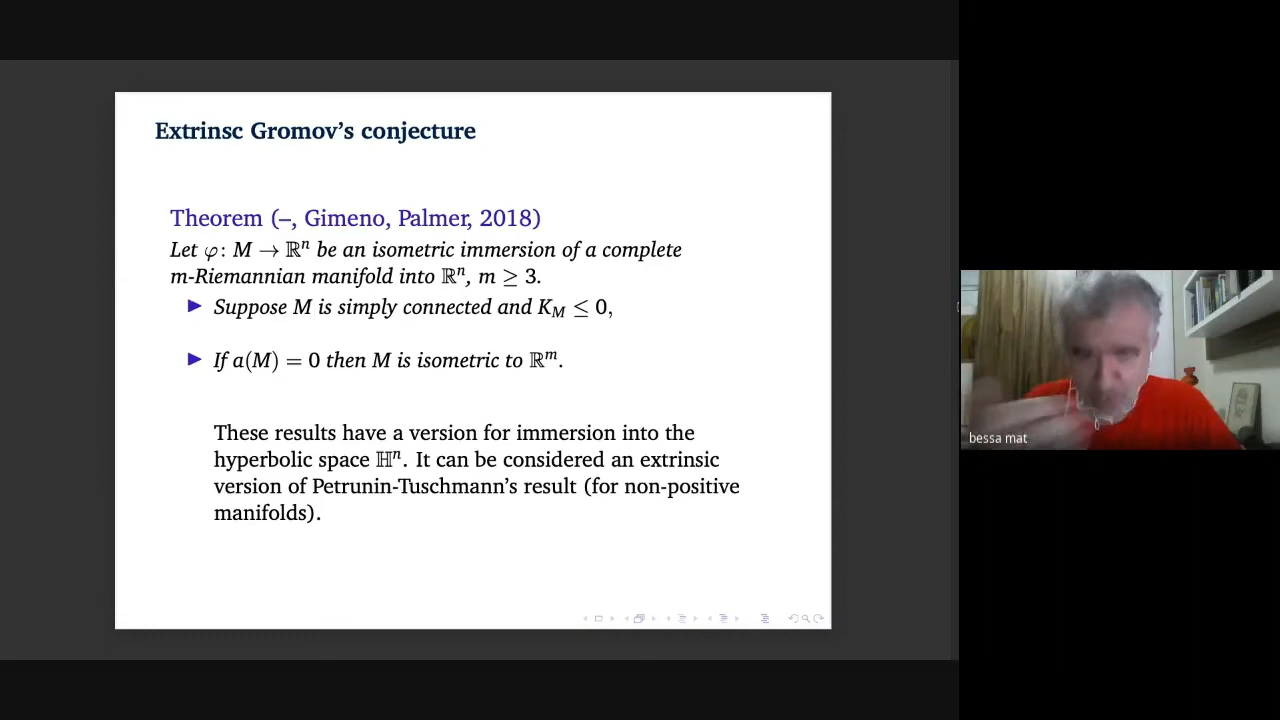 Extrinsc Gromov's conjecture
Theorem (–, Gimeno, Palmer, 2018)
Let φ: M → ℝⁿ be an isometric immersion of a complete
m-Riemannian manifold into ℝⁿ, m ≥ 3.
▶ Suppose M is simply connected and K_M ≤ 0,
▶ If a(M) = 0 then M is isometric to ℝᵐ.
These results have a version for immersion into the
hyperbolic space ℍⁿ. It can be considered an extrinsic
version of Petrunin-Tuschmann's result (for non-positive
manifolds).
bessa mat